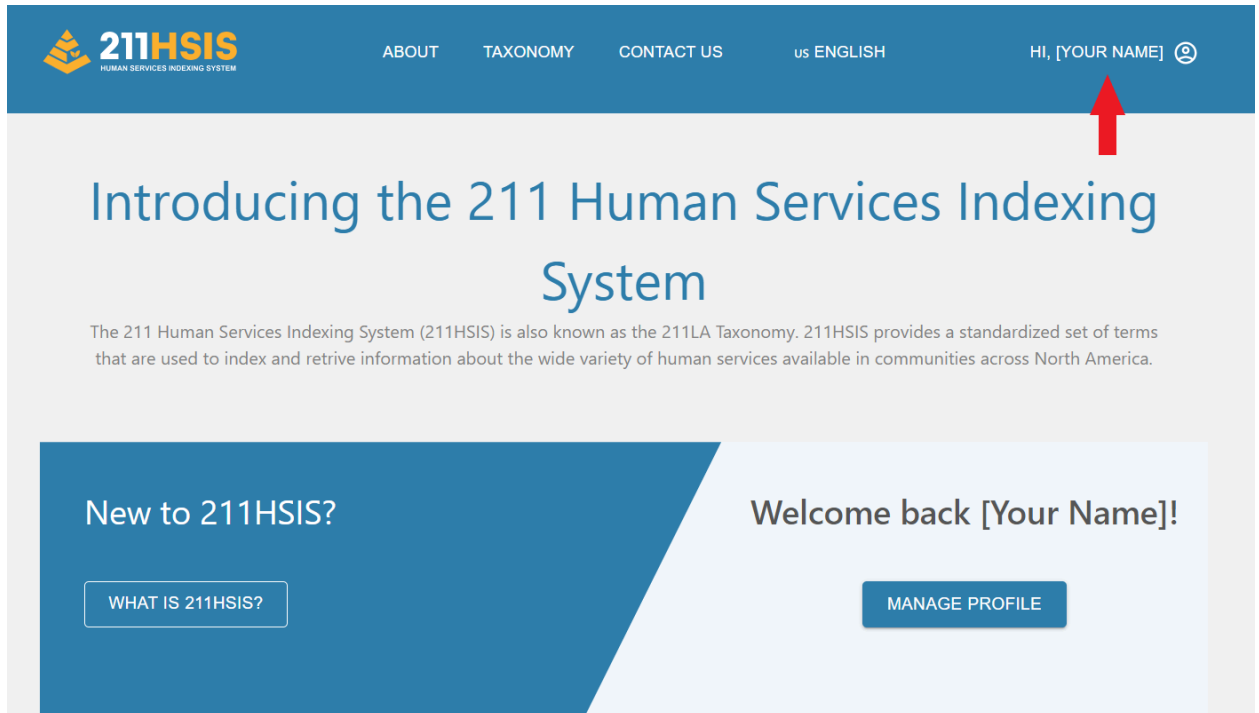 211HSIS
HUMAN SERVICES INDEXING SYSTEM
ABOUT
TAXONOMY
CONTACT US
us ENGLISH
HI, [YOUR NAME]
Introducing the 211 Human Services Indexing
System
The 211 Human Services Indexing System (211HSIS) is also known as the 211LA Taxonomy. 211HSIS provides a standardized set of terms
that are used to index and retrive information about the wide variety of human services available in communities across North America.
New to 211HSIS?
WHAT IS 211HSIS?
Welcome back [Your Name]!
MANAGE PROFILE